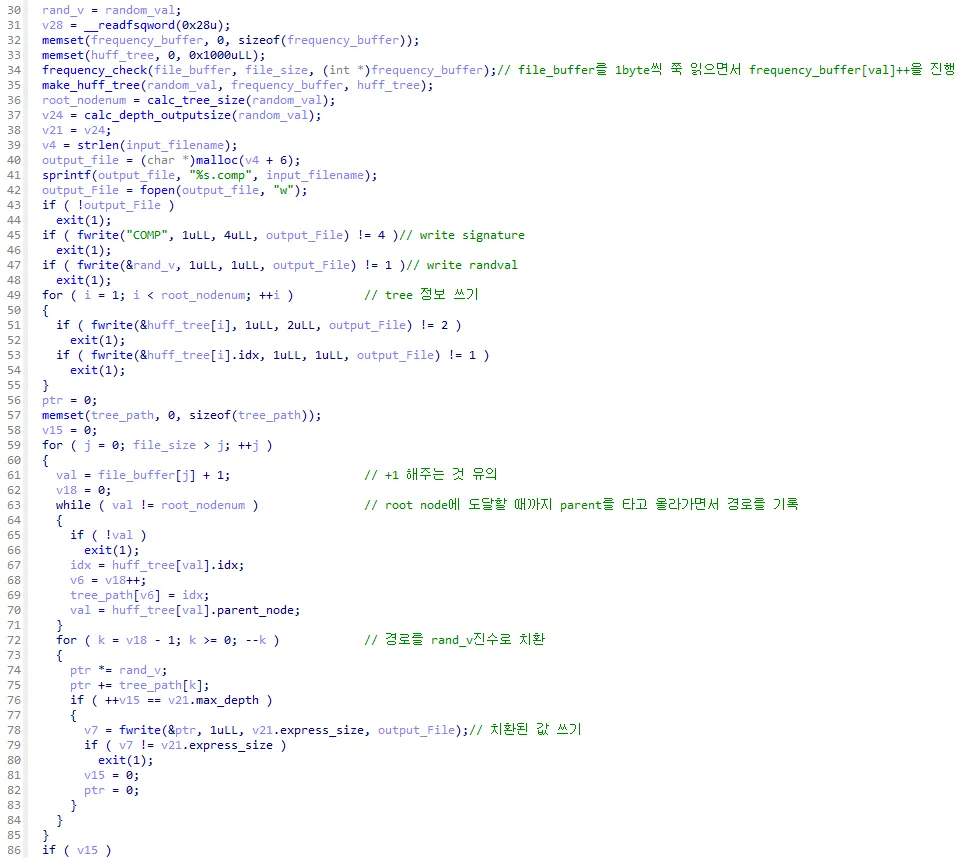 30 rand_v = random_val;
31 v28 = __readfsqword(0x28u);
32 memset(frequency_buffer, 0, sizeof(frequency_buffer));
33 memset(huff_tree, 0, 0x1000uLL);
34 frequency_check(file_buffer, file_size, (int *)frequency_buffer);// file_buffer를 1byte씩 쭉 읽으면서 frequency_buffer[val]++을 진행
35 make_huff_tree(random_val, frequency_buffer, huff_tree);
36 root_nodenum = calc_tree_size(random_val);
37 v24 = calc_depth_outputsize(random_val);
38 v21 = v24;
39 v4 = strlen(input_filename);
40 output_file = (char *)malloc(v4 + 6);
41 sprintf(output_file, "%s.comp", input_filename);
42 output_File = fopen(output_file, "w");
43 if ( !output_File )
44 exit(1);
45 if ( fwrite("COMP", 1uLL, 4uLL, output_File) != 4 )// write signature
46 exit(1);
47 if ( fwrite(&rand_v, 1uLL, 1uLL, output_File) != 1 )// write randval
48 exit(1);
49 for ( i = 1; i < root_nodenum; ++i ) // tree 정보 쓰기
50 {
51 if ( fwrite(&huff_tree[i], 1uLL, 2uLL, output_File) != 2 )
52 exit(1);
53 if ( fwrite(&huff_tree[i].idx, 1uLL, 1uLL, output_File) != 1 )
54 exit(1);
55 }
56 ptr = 0;
57 memset(tree_path, 0, sizeof(tree_path));
58 v15 = 0;
59 for ( j = 0; file_size > j; ++j )
60 {
61 val = file_buffer[j] + 1; // +1 해주는 것 유의
62 v18 = 0;
63 while ( val != root_nodenum ) // root node에 도달할 때까지 parent를 타고 올라가면서 경로를 기록
64 {
65 if ( !val )
66 exit(1);
67 idx = huff_tree[val].idx;
68 v6 = v18++;
69 tree_path[v6] = idx;
70 val = huff_tree[val].parent_node;
71 }
72 for ( k = v18 - 1; k >= 0; --k ) // 경로를 rand_v진수로 치환
73 {
74 ptr *= rand_v;
75 ptr += tree_path[k];
76 if ( ++v15 == v21.max_depth )
77 {
78 v7 = fwrite(&ptr, 1uLL, v21.express_size, output_File);// 치환된 값 쓰기
79 if ( v7 != v21.express_size )
80 exit(1);
81 v15 = 0;
82 ptr = 0;
83 }
84 }
85 }
86 if ( v15 )